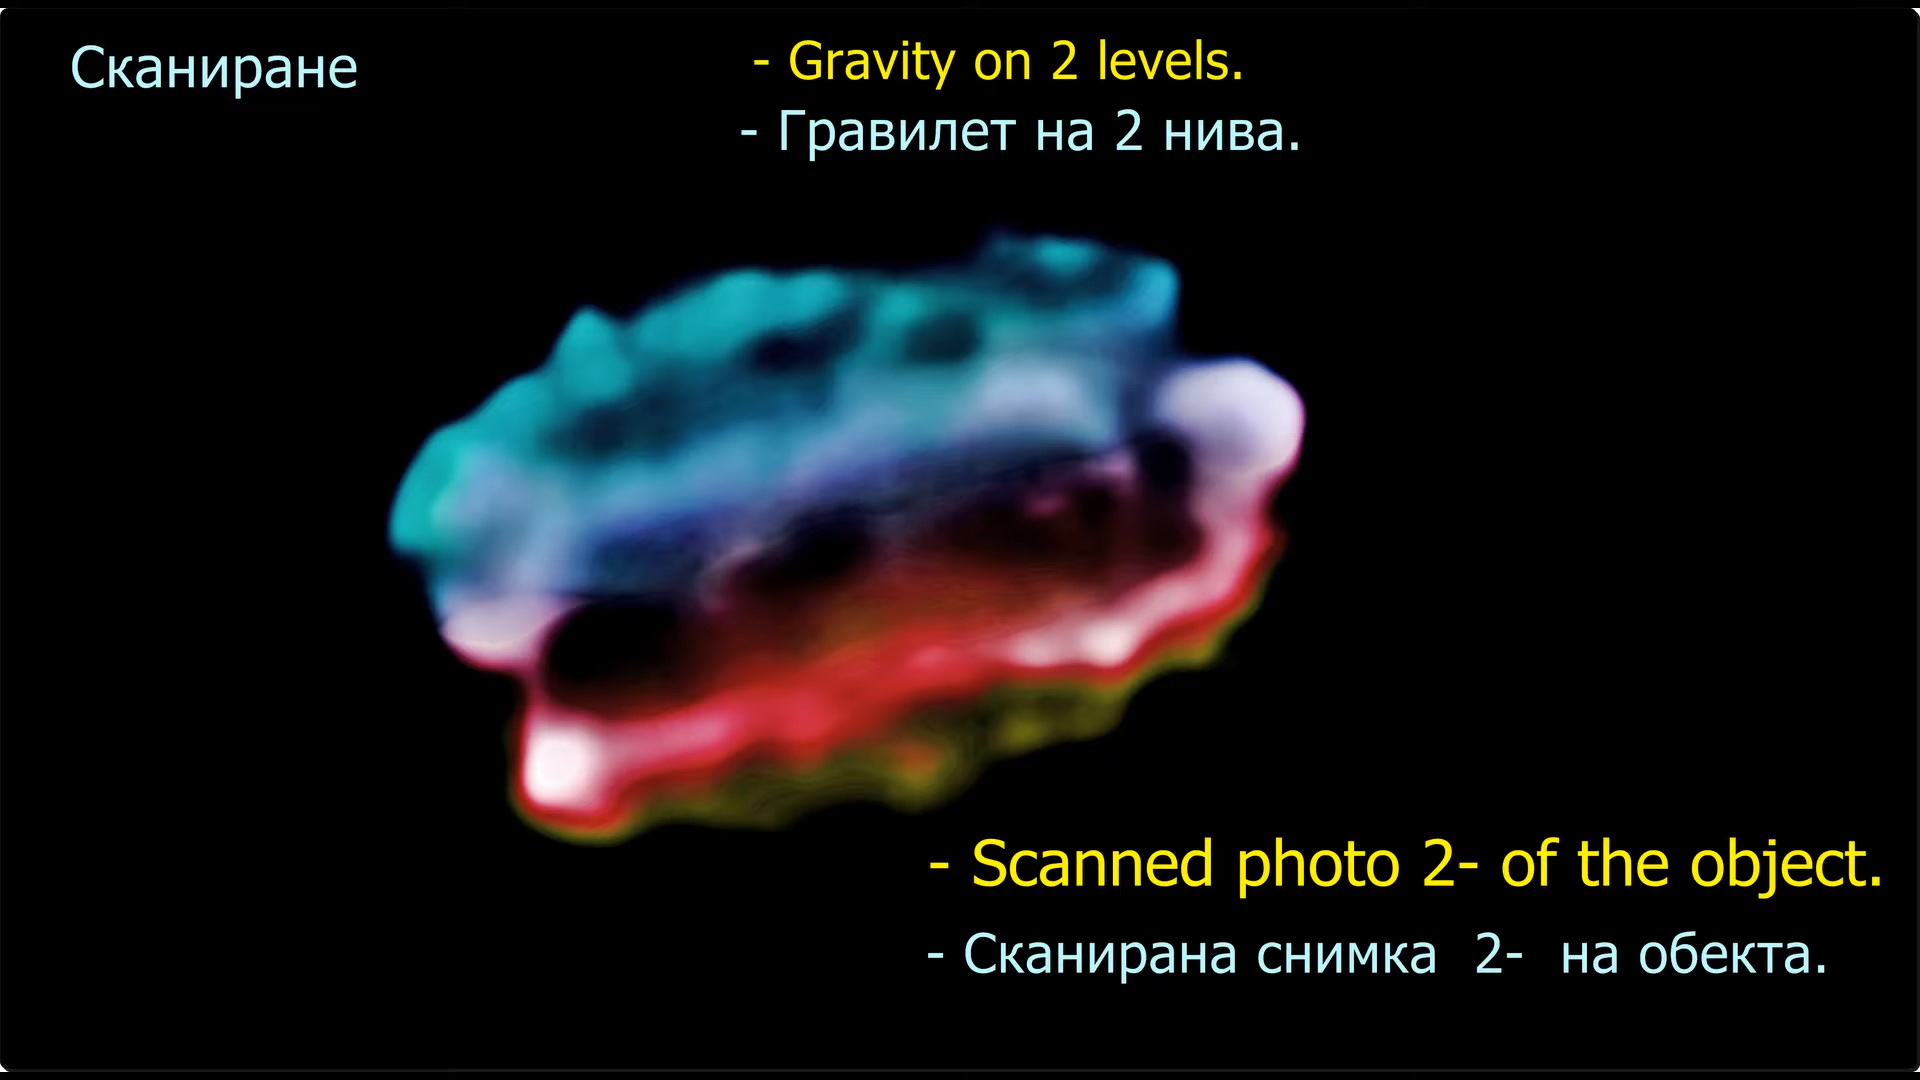 Сканиране
- Gravity on 2 levels.
- Гравилет на 2 нива.
- Scanned photo 2- of the object.
- Сканирана снимка 2- на обекта.